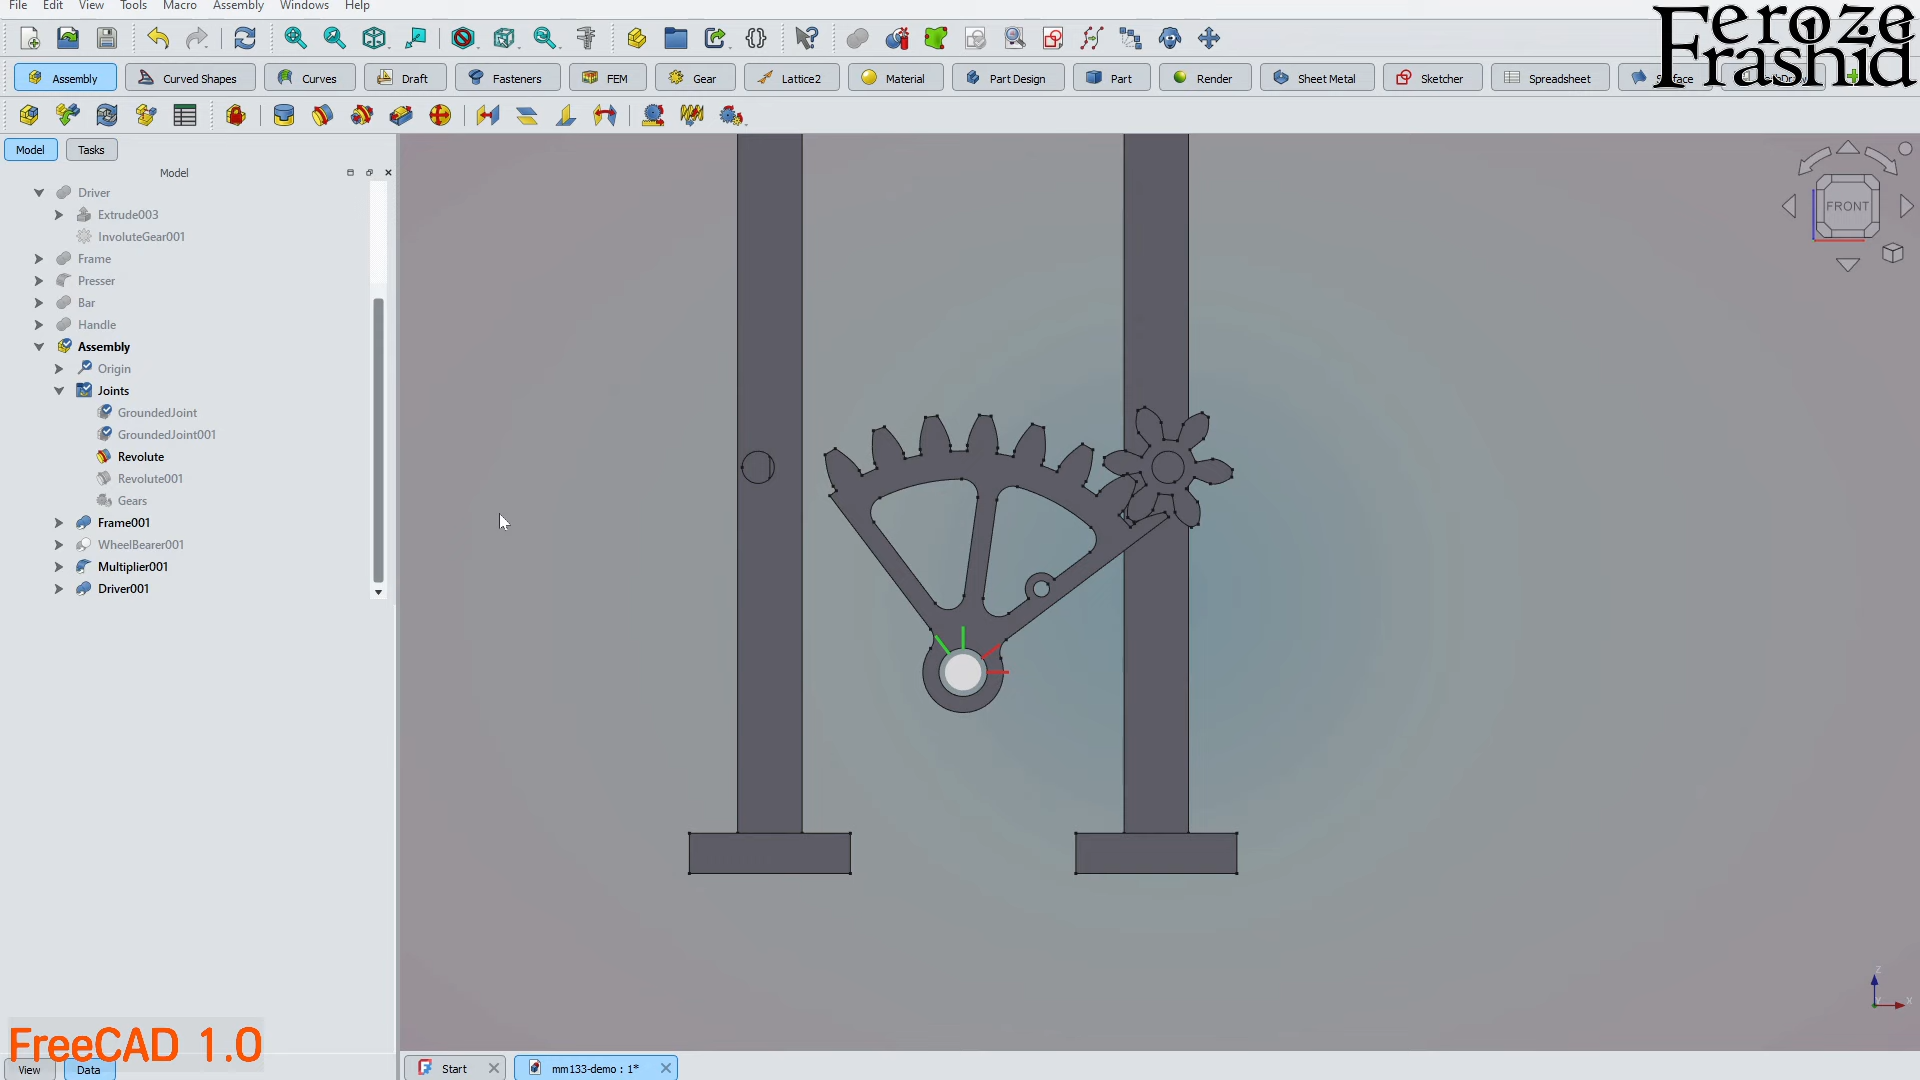 File Edit View Tools Macro Assembly Windows Help
Feroze
Frashid
Assembly Curved Shapes Curves Draft Fasteners FEM Gear Lattice2 Material Part Design Part Render Sheet Metal Sketcher Spreadsheet
Model Tasks
Model
Driver
Extrude003
InvoluteGear001
Frame
Presser
Bar
Handle
Assembly
Origin
Joints
GroundedJoint
GroundedJoint001
Revolute
Revolute001
Gears
Frame001
WheelBearer001
Multiplier001
Driver001
FRONT
Z
Y
X
FreeCAD 1.0
View Data
Start
mm133-demo : 1*